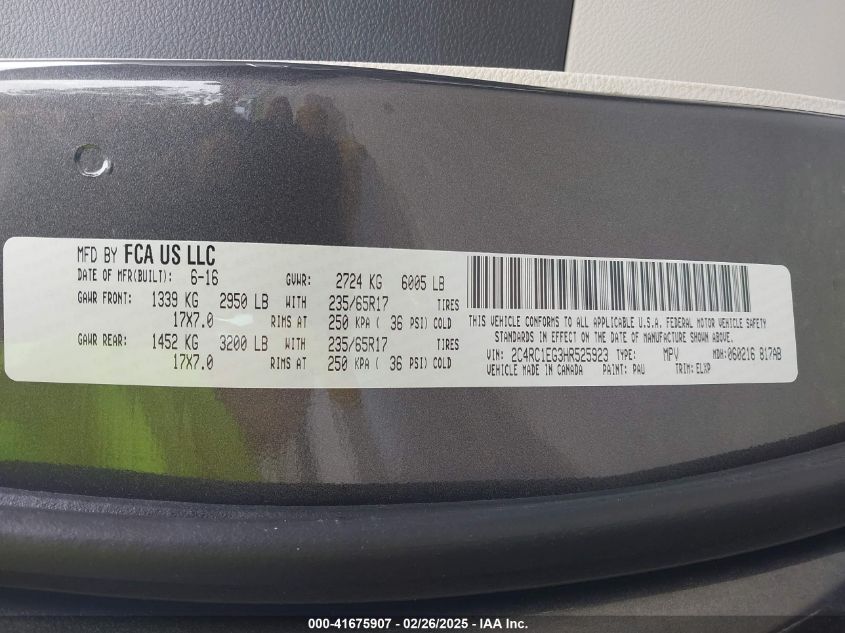 MFD BY FCA US LLC
DATE OF MFR(BUILT): 6-16 GVWR: 2724 KG 6005 LB
GAWR FRONT: 1339 KG 2950 LB WITH 235/65R17 TIRES
17X7.0 RIMS AT 250 KPA ( 36 PSI) COLD
GAWR REAR: 1452 KG 3200 LB WITH 235/65R17 TIRES
17X7.0 RIMS AT 250 KPA ( 36 PSI) COLD
THIS VEHICLE CONFORMS TO ALL APPLICABLE U.S.A. FEDERAL MOTOR VEHICLE SAFETY
STANDARDS IN EFFECT ON THE DATE OF MANUFACTURE SHOWN ABOVE.
VIN: 2C4RC1EG3HR525923 TYPE: MPV MDH: 060216 817AB
VEHICLE MADE IN CANADA PAINT: PAU TRIM: ELXP
000-41675907 - 02/26/2025 - IAA Inc.